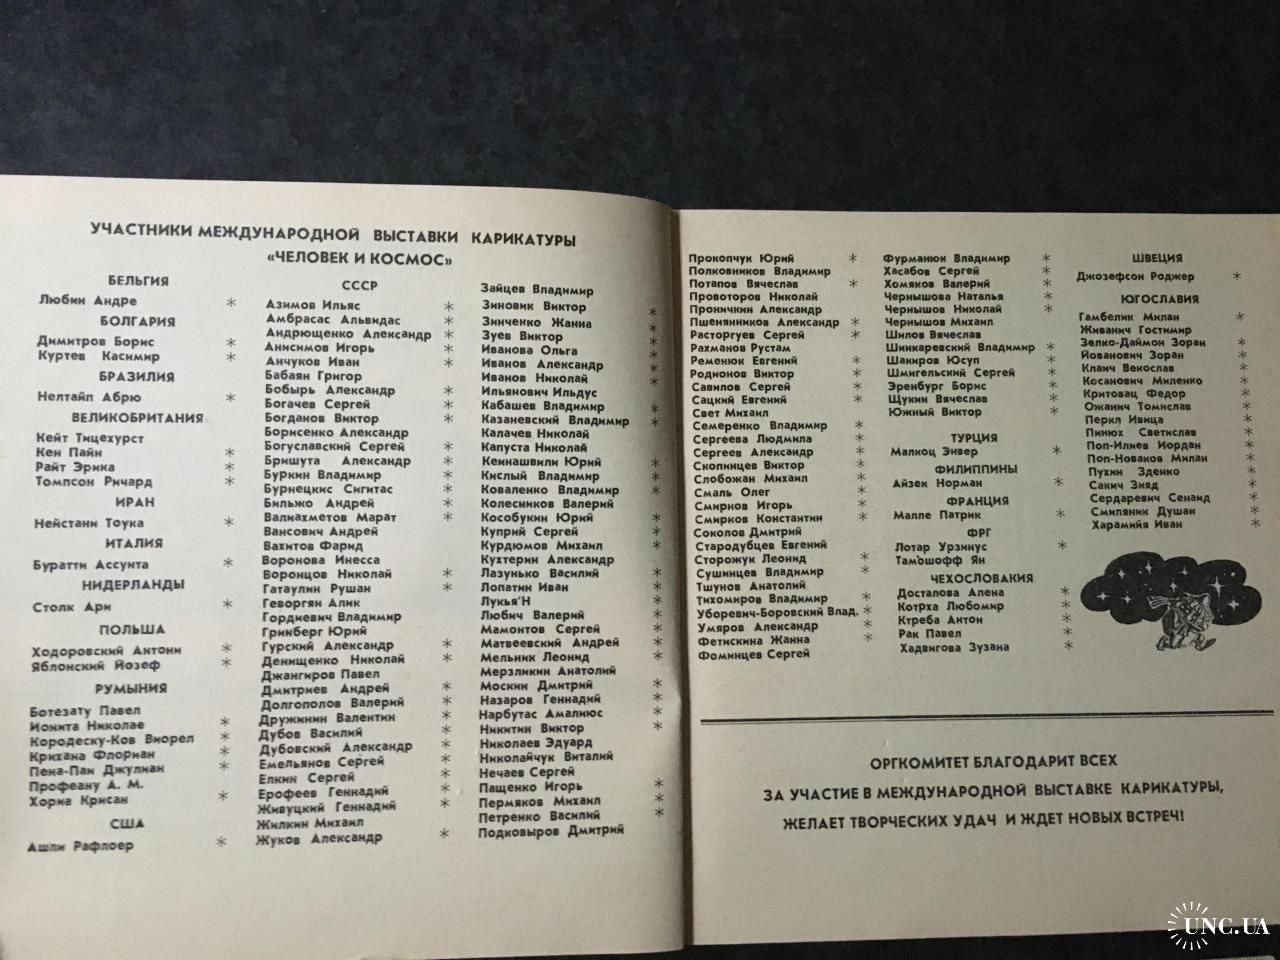 УЧАСТНИКИ МЕЖДУНАРОДНОЙ ВЫСТАВКИ КАРИКАТУРЫ
«ЧЕЛОВЕК И КОСМОС»
БЕЛЬГИЯ
Любин Андре *
БОЛГАРИЯ
Димитров Борис *
Куртев Касимир *
БРАЗИЛИЯ
Нелтайп Абрю *
ВЕЛИКОБРИТАНИЯ
Кейт Тицехурст
Кен Пайн *
Райт Эрика *
Томпсон Ричард *
ИРАН
Нейстани Тоука *
ИТАЛИЯ
Буратти Ассунта *
НИДЕРЛАНДЫ
Столк Ари *
ПОЛЬША
Ходоровский Антони *
Яблонский Йозеф *
РУМЫНИЯ
Ботезату Павел
Ионита Николае *
Кородеску-Ков Виорел *
Крихана Флориан *
Пена-Паи Джулиан *
Профеану А. М.
Хориа Крисан *
США
Ашли Рафлоер *
СССР
Азимов Ильяс *
Амбрасас Альвидас *
Андрющенко Александр *
Анисимов Игорь *
Анчуков Иван *
Бабаян Григор
Бобырь Александр *
Богачев Сергей *
Богданов Виктор *
Борисенко Александр
Богуславский Сергей *
Бришута Александр *
Буркин Владимир *
Бурнецкис Сигитас *
Бильжо Андрей *
Валиахметов Марат *
Вансович Андрей
Вахитов Фарид
Воронова Инесса
Воронцов Николай *
Гатаулин Рушан *
Геворгян Алик
Гордиевич Владимир
Гринберг Юрий
Гурский Александр *
Денищенко Николай *
Джангиров Павел
Дмитриев Андрей *
Долгополов Валерий *
Дружинин Валентин *
Дубов Василий *
Дубовский Александр *
Емельянов Сергей *
Елкин Сергей *
Ерофеев Геннадий *
Живуцкий Геннадий *
Жилкин Михаил
Жуков Александр *
Зайцев Владимир
Зиновик Виктор *
Зинченко Жанна *
Зуев Виктор *
Иванова Ольга *
Иванов Александр *
Иванов Николай *
Ильянович Ильдус
Кабашев Владимир *
Казаневский Владимир *
Калачев Николай
Капуста Николай
Кеинашвили Юрий *
Кислый Владимир *
Коваленко Владимир *
Колесников Валерий
Кособукин Юрий *
Куприй Сергей *
Курдюмов Михаил *
Кухтерин Александр
Лазунько Василий *
Лопатин Иван *
Лукья'Н *
Любич Валерий *
Мамонтов Сергей *
Матвеевский Андрей *
Мельник Леонид *
Мерзликин Анатолий
Москин Дмитрий *
Назаров Геннадий *
Нарбутас Амалиюс *
Никитин Виктор *
Николаев Эдуард
Николайчук Виталий
Нечаев Сергей
Пащенко Игорь *
Пермяков Михаил *
Петренко Василий *
Подковыров Дмитрий
Прокопчук Юрий *
Полковников Владимир
Потапов Вячеслав *
Провоторов Николай
Проничкин Александр
Пшенянников Александр *
Расторгуев Сергей *
Рахманов Рустам
Ременюк Евгений *
Родионов Виктор *
Савилов Сергей *
Сацкий Евгений *
Свет Михаил
Семеренко Владимир *
Сергеева Людмила *
Сергеев Александр *
Скопинцев Виктор *
Слобожан Михаил *
Смаль Олег *
Смирнов Игорь *
Смирков Константин *
Соколов Дмитрий
Стародубцев Евгений
Сторожук Леонид *
Сушинцев Владимир *
Тшунов Анатолий
Тихомиров Владимир *
Уборевич-Боровский Влад. *
Умяров Александр *
Фетискина Жанна *
Фоминцев Сергей
Фурманюк Владимир *
Хасабов Сергей *
Хомяков Валерий *
Чернышова Наталья *
Чернышов Николай *
Чернышов Михаил
Шилов Вячеслав
Шинкаревский Владимир *
Шакиров Юсуп *
Шмигельский Сергей *
Эренбург Борис *
Щукин Вячеслав *
Южный Виктор *
ТУРЦИЯ
Малкоц Энвер *
ФИЛИППИНЫ
Айзек Норман *
ФРАНЦИЯ
Малле Патрик *
ФРГ
Лотар Урзинус *
Тамошофф Ян
ЧЕХОСЛОВАКИЯ
Досталова Алена *
Котрха Любомир *
Ктреба Антон *
Рак Павел *
Хадвигова Зузана *
ШВЕЦИЯ
Джозефсон Роджер *
ЮГОСЛАВИЯ
Гамбелик Милан *
Живанич Гостимир
Зелко-Даймон Зоран *
Йованович Зоран *
Клаич Векослав *
Косанович Миленко *
Критовац Федор *
Ожанич Томислав *
Перил Ивица *
Пинюх Светислав *
Поп-Илиев Иордан *
Поп-Новаков Милан *
Пухин Зденко *
Сакич Зияд *
Сердаревич Сенаид *
Смиляник Душан *
Харамийя Иван *
ОРГКОМИТЕТ БЛАГОДАРИТ ВСЕХ
ЗА УЧАСТИЕ В МЕЖДУНАРОДНОЙ ВЫСТАВКЕ КАРИКАТУРЫ,
ЖЕЛАЕТ ТВОРЧЕСКИХ УДАЧ И ЖДЕТ НОВЫХ ВСТРЕЧ!
UNC.UA